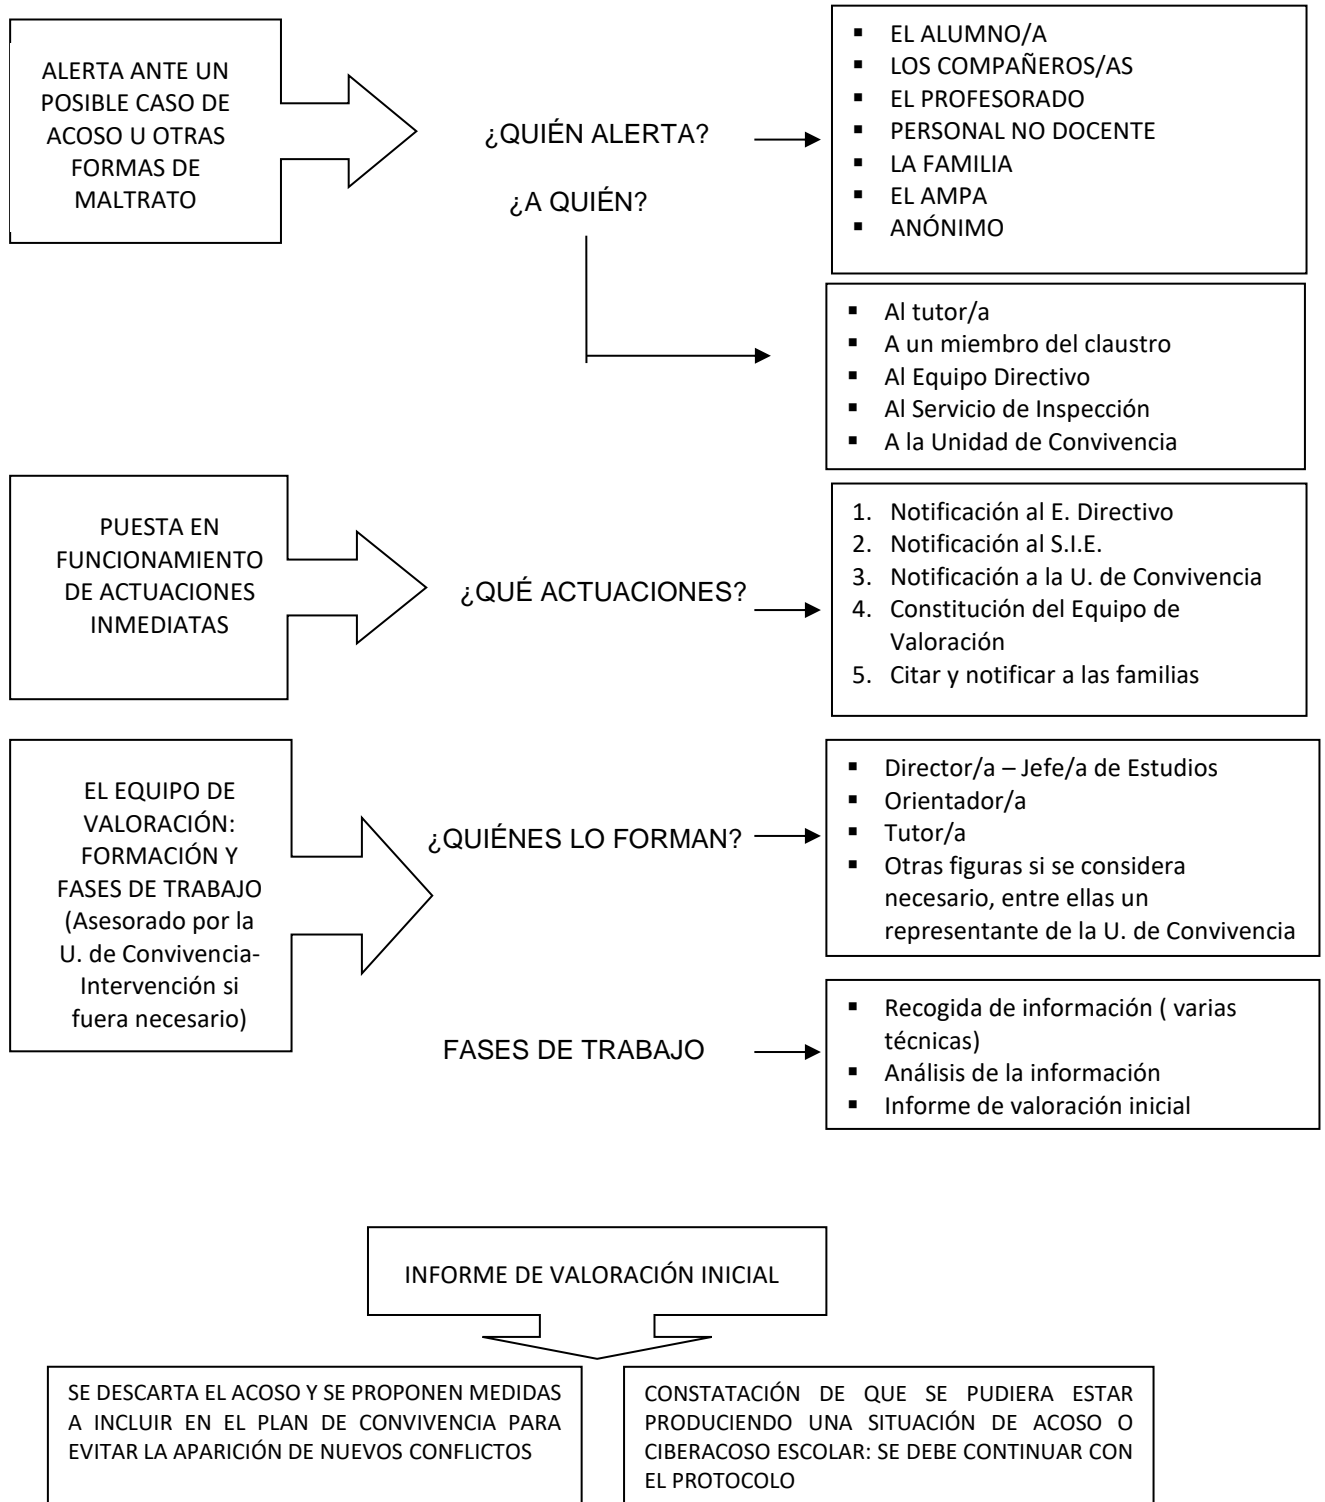 ALERTA ANTE UN
POSIBLE CASO DE
ACOSO U OTRAS
FORMAS DE
MALTRATO
¿QUIÉN ALERTA?
¿A QUIÉN?
▪ EL ALUMNO/A
▪ LOS COMPAÑEROS/AS
▪ EL PROFESORADO
▪ PERSONAL NO DOCENTE
▪ LA FAMILIA
▪ EL AMPA
▪ ANÓNIMO
▪ Al tutor/a
▪ A un miembro del claustro
▪ Al Equipo Directivo
▪ Al Servicio de Inspección
▪ A la Unidad de Convivencia
PUESTA EN
FUNCIONAMIENTO
DE ACTUACIONES
INMEDIATAS
¿QUÉ ACTUACIONES?
1. Notificación al E. Directivo
2. Notificación al S.I.E.
3. Notificación a la U. de Convivencia
4. Constitución del Equipo de
Valoración
5. Citar y notificar a las familias
EL EQUIPO DE
VALORACIÓN:
FORMACIÓN Y
FASES DE TRABAJO
(Asesorado por la
U. de Convivencia-
Intervención si
fuera necesario)
¿QUIÉNES LO FORMAN?
▪ Director/a – Jefe/a de Estudios
▪ Orientador/a
▪ Tutor/a
▪ Otras figuras si se considera
necesario, entre ellas un
representante de la U. de Convivencia
FASES DE TRABAJO
▪ Recogida de información ( varias
técnicas)
▪ Análisis de la información
▪ Informe de valoración inicial
INFORME DE VALORACIÓN INICIAL
SE DESCARTA EL ACOSO Y SE PROPONEN MEDIDAS
A INCLUIR EN EL PLAN DE CONVIVENCIA PARA
EVITAR LA APARICIÓN DE NUEVOS CONFLICTOS
CONSTATACIÓN DE QUE SE PUDIERA ESTAR
PRODUCIENDO UNA SITUACIÓN DE ACOSO O
CIBERACOSO ESCOLAR: SE DEBE CONTINUAR CON
EL PROTOCOLO